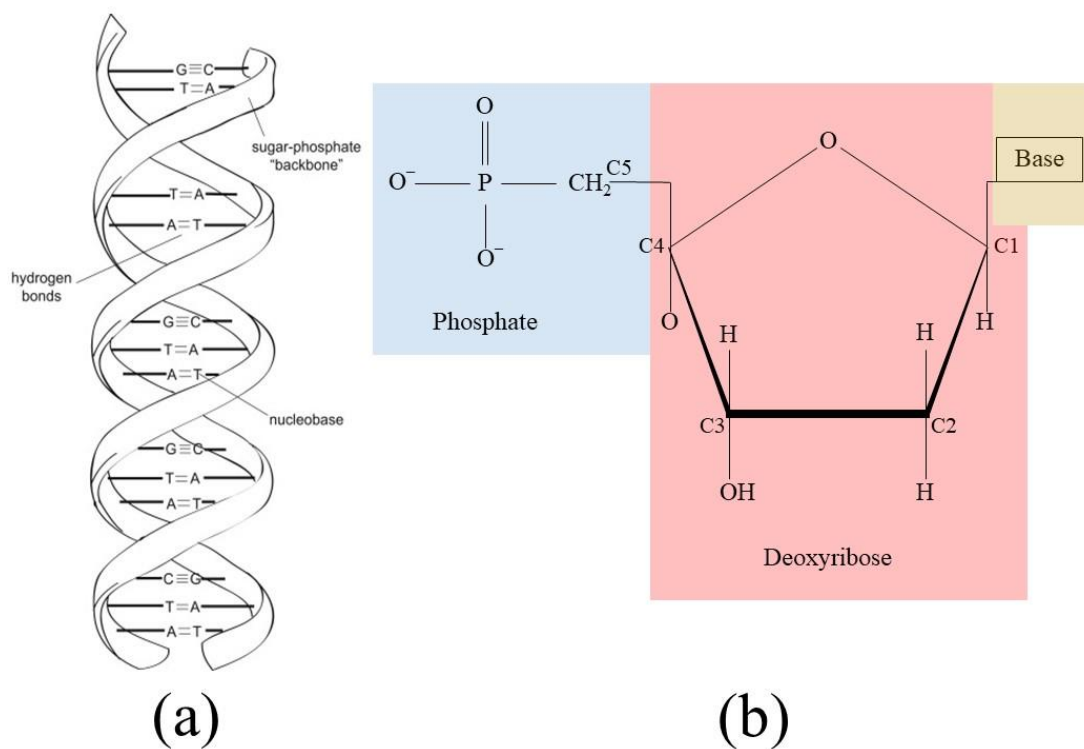 G≡C
T=A
sugar-phosphate
"backbone"
T=A
A=T
hydrogen
bonds
G≡C
T=A
A=T
nucleobase
G≡C
T=A
A=T
C≡G
T=A
A=T
(a)
O
O⁻ P CH₂ C5
O⁻
Phosphate
O
Base
C4 C1
O H H H
C3 C2
OH H
Deoxyribose
(b)